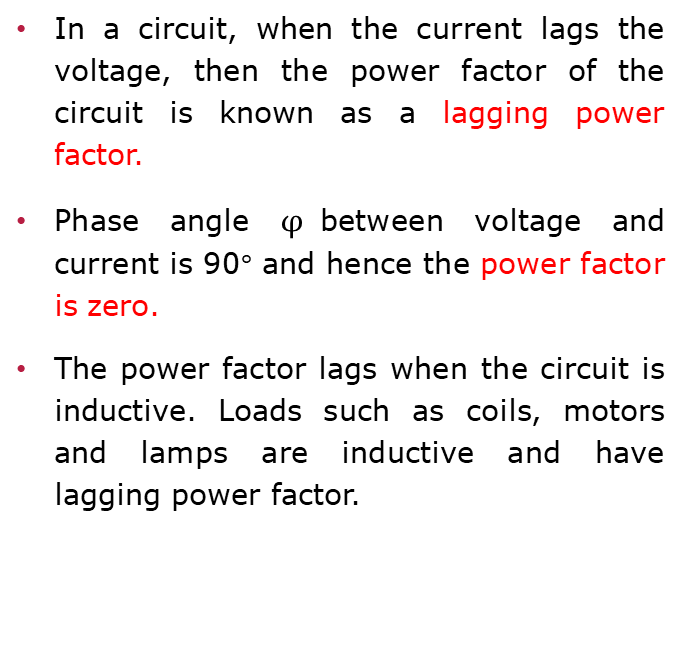 • In a circuit, when the current lags the
voltage, then the power factor of the
circuit is known as a lagging power
factor.
• Phase angle φ between voltage and
current is 90° and hence the power factor
is zero.
• The power factor lags when the circuit is
inductive. Loads such as coils, motors
and lamps are inductive and have
lagging power factor.